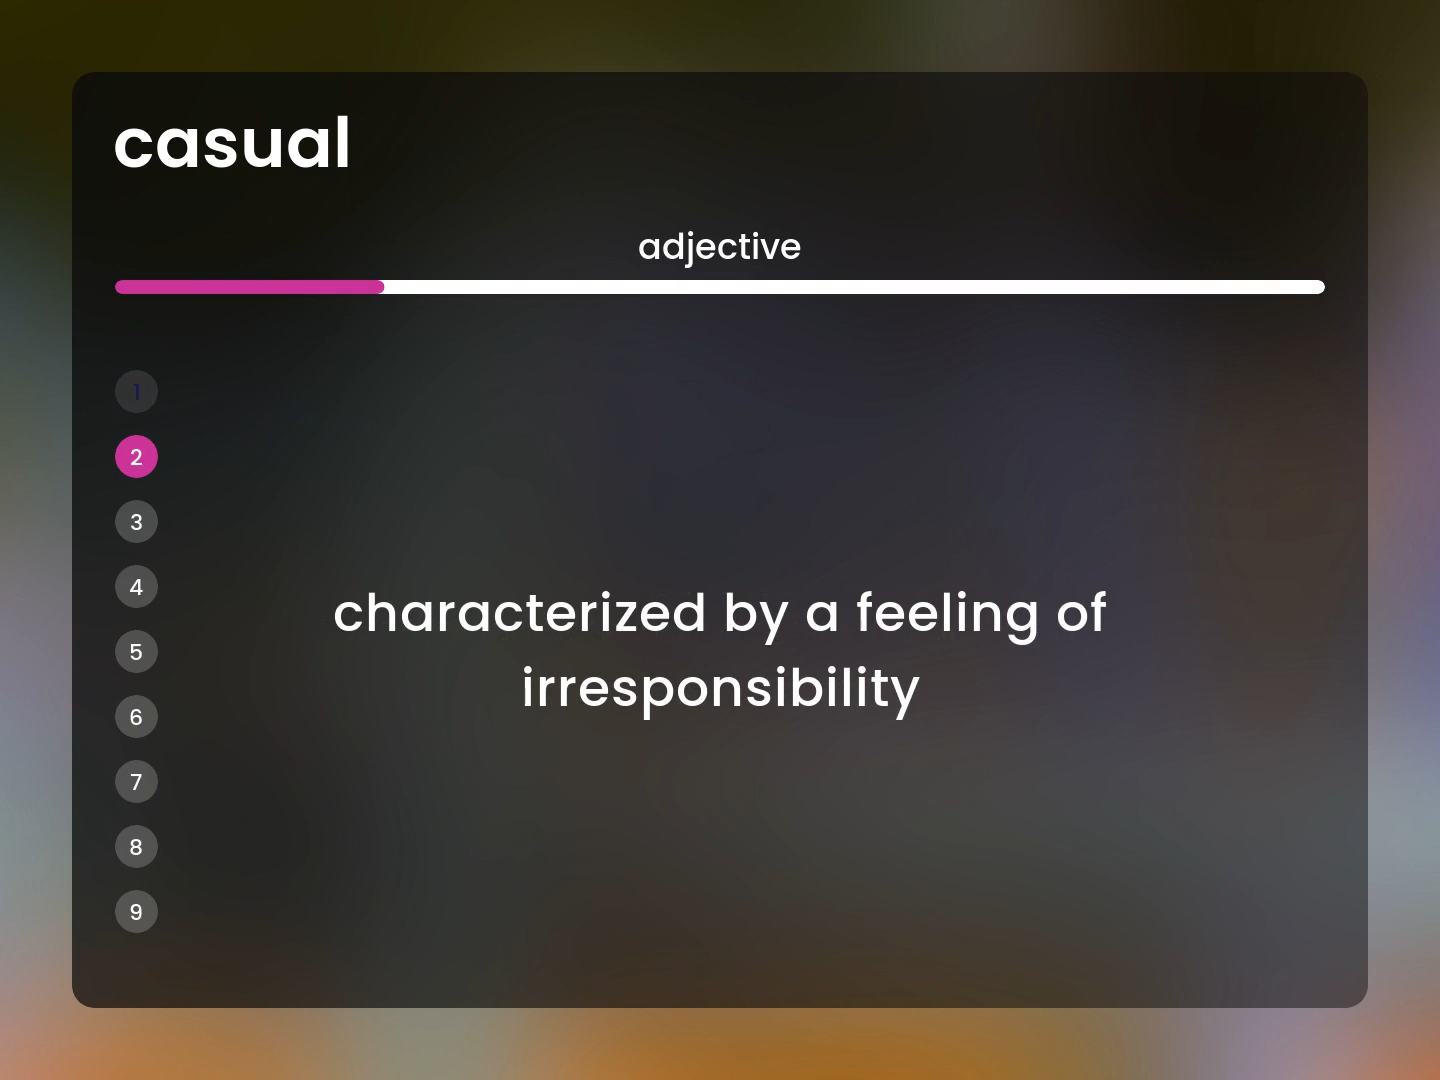 casual
adjective
1
2
3
4
5
6
7
8
9
characterized by a feeling of
irresponsibility